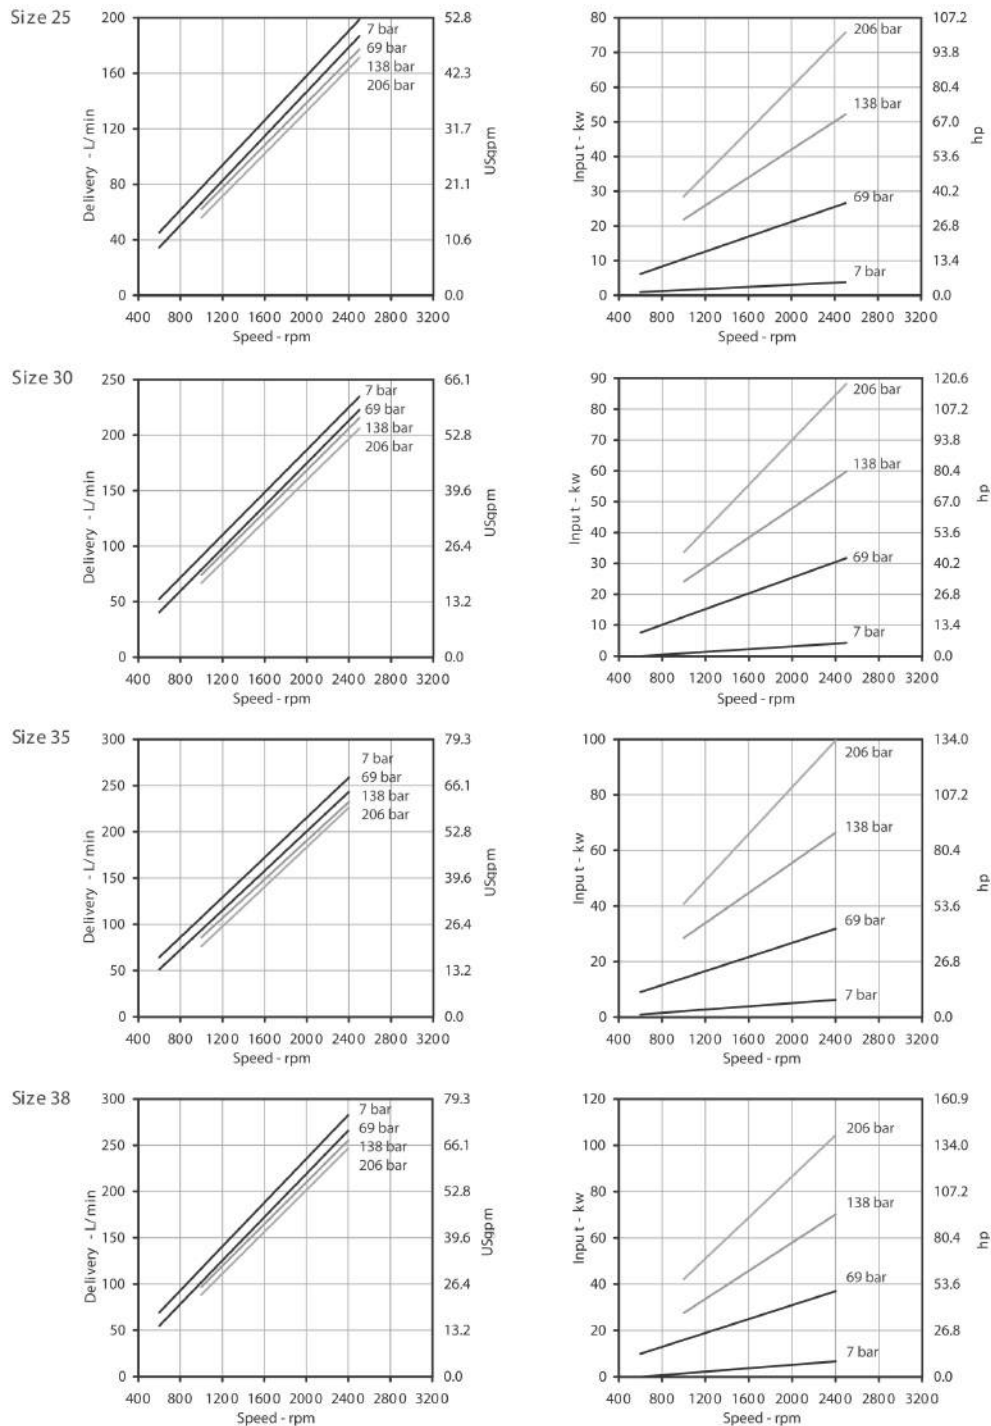 Size 25
200
160
120
80
40
0
Delivery - L/min
52.8
42.3
31.7
21.1
10.6
0.0
USgpm
7 bar
69 bar
138 bar
206 bar
400 800 1200 1600 2000 2400 2800 3200
Speed - rpm
80
70
60
50
40
30
20
10
0
Input - kw
107.2
93.8
80.4
67.0
53.6
40.2
26.8
13.4
0.0
hp
206 bar
138 bar
69 bar
7 bar
400 800 1200 1600 2000 2400 2800 3200
Speed - rpm
Size 30
250
200
150
100
50
0
Delivery - L/min
66.1
52.8
39.6
26.4
13.2
0.0
USgpm
7 bar
69 bar
138 bar
206 bar
400 800 1200 1600 2000 2400 2800 3200
Speed - rpm
90
80
70
60
50
40
30
20
10
0
Input - kw
120.6
107.2
93.8
80.4
67.0
53.6
40.2
26.8
13.4
0.0
hp
206 bar
138 bar
69 bar
7 bar
400 800 1200 1600 2000 2400 2800 3200
Speed - rpm
Size 35
300
250
200
150
100
50
0
Delivery - L/min
79.3
66.1
52.8
39.6
26.4
13.2
0.0
USgpm
7 bar
69 bar
138 bar
206 bar
400 800 1200 1600 2000 2400 2800 3200
Speed - rpm
100
80
60
40
20
0
Input - kw
134.0
107.2
80.4
53.6
26.8
0.0
hp
206 bar
138 bar
69 bar
7 bar
400 800 1200 1600 2000 2400 2800 3200
Speed - rpm
Size 38
300
250
200
150
100
50
0
Delivery - L/min
79.3
66.1
52.8
39.6
26.4
13.2
0.0
USgpm
7 bar
69 bar
138 bar
206 bar
400 800 1200 1600 2000 2400 2800 3200
Speed - rpm
120
100
80
60
40
20
0
Input - kw
160.9
134.0
107.2
80.4
53.6
26.8
0.0
hp
206 bar
138 bar
69 bar
7 bar
400 800 1200 1600 2000 2400 2800 3200
Speed - rpm